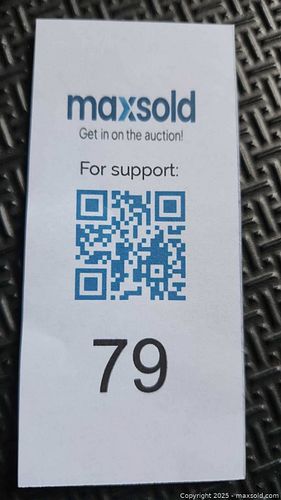 maxsold
Get in on the auction!
For support:
79
Copyright 2025 - maxsold.com